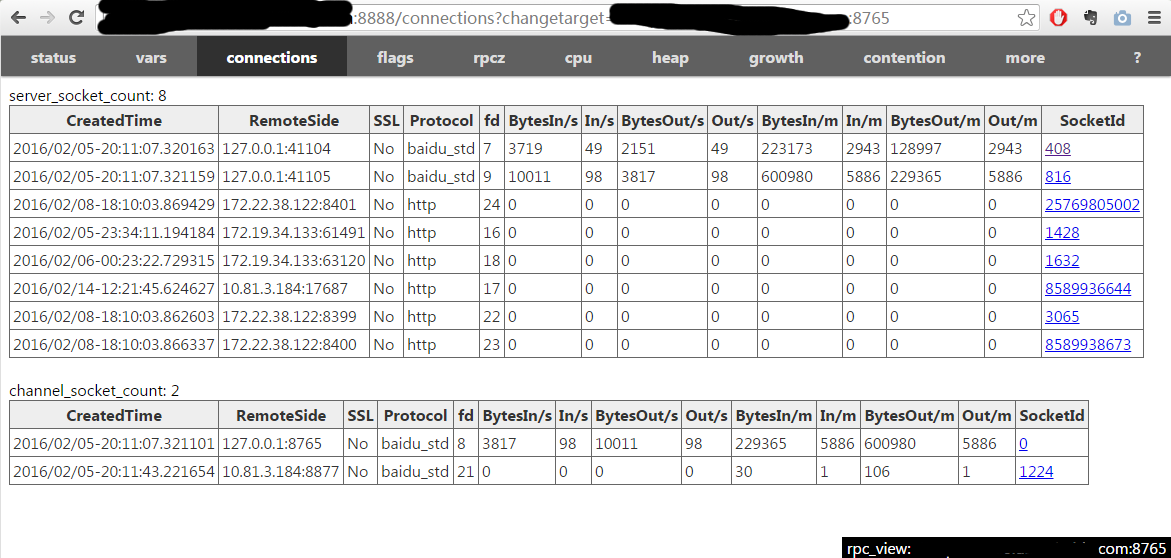 :8888/connections?changetarget= :8765
status vars connections flags rpcz cpu heap growth contention more ?
server_socket_count: 8
CreatedTime RemoteSide SSL Protocol fd BytesIn/s In/s BytesOut/s Out/s BytesIn/m In/m BytesOut/m Out/m SocketId
2016/02/05-20:11:07.320163 127.0.0.1:41104 No baidu_std 7 3719 49 2151 49 223173 2943 128997 2943 408
2016/02/05-20:11:07.321159 127.0.0.1:41105 No baidu_std 9 10011 98 3817 98 600980 5886 229365 5886 816
2016/02/08-18:10:03.869429 172.22.38.122:8401 No http 24 0 0 0 0 0 0 0 0 25769805002
2016/02/05-23:34:11.194184 172.19.34.133:61491 No http 16 0 0 0 0 0 0 0 0 1428
2016/02/06-00:23:22.729315 172.19.34.133:63120 No http 18 0 0 0 0 0 0 0 0 1632
2016/02/14-12:21:45.624627 10.81.3.184:17687 No http 17 0 0 0 0 0 0 0 0 8589936644
2016/02/08-18:10:03.862603 172.22.38.122:8399 No http 22 0 0 0 0 0 0 0 0 3065
2016/02/08-18:10:03.866337 172.22.38.122:8400 No http 23 0 0 0 0 0 0 0 0 8589938673
channel_socket_count: 2
CreatedTime RemoteSide SSL Protocol fd BytesIn/s In/s BytesOut/s Out/s BytesIn/m In/m BytesOut/m Out/m SocketId
2016/02/05-20:11:07.321101 127.0.0.1:8765 No baidu_std 8 3817 98 10011 98 229365 5886 600980 5886 0
2016/02/05-20:11:43.221654 10.81.3.184:8877 No baidu_std 21 0 0 0 0 30 1 106 1 1224
rpc_view: com:8765